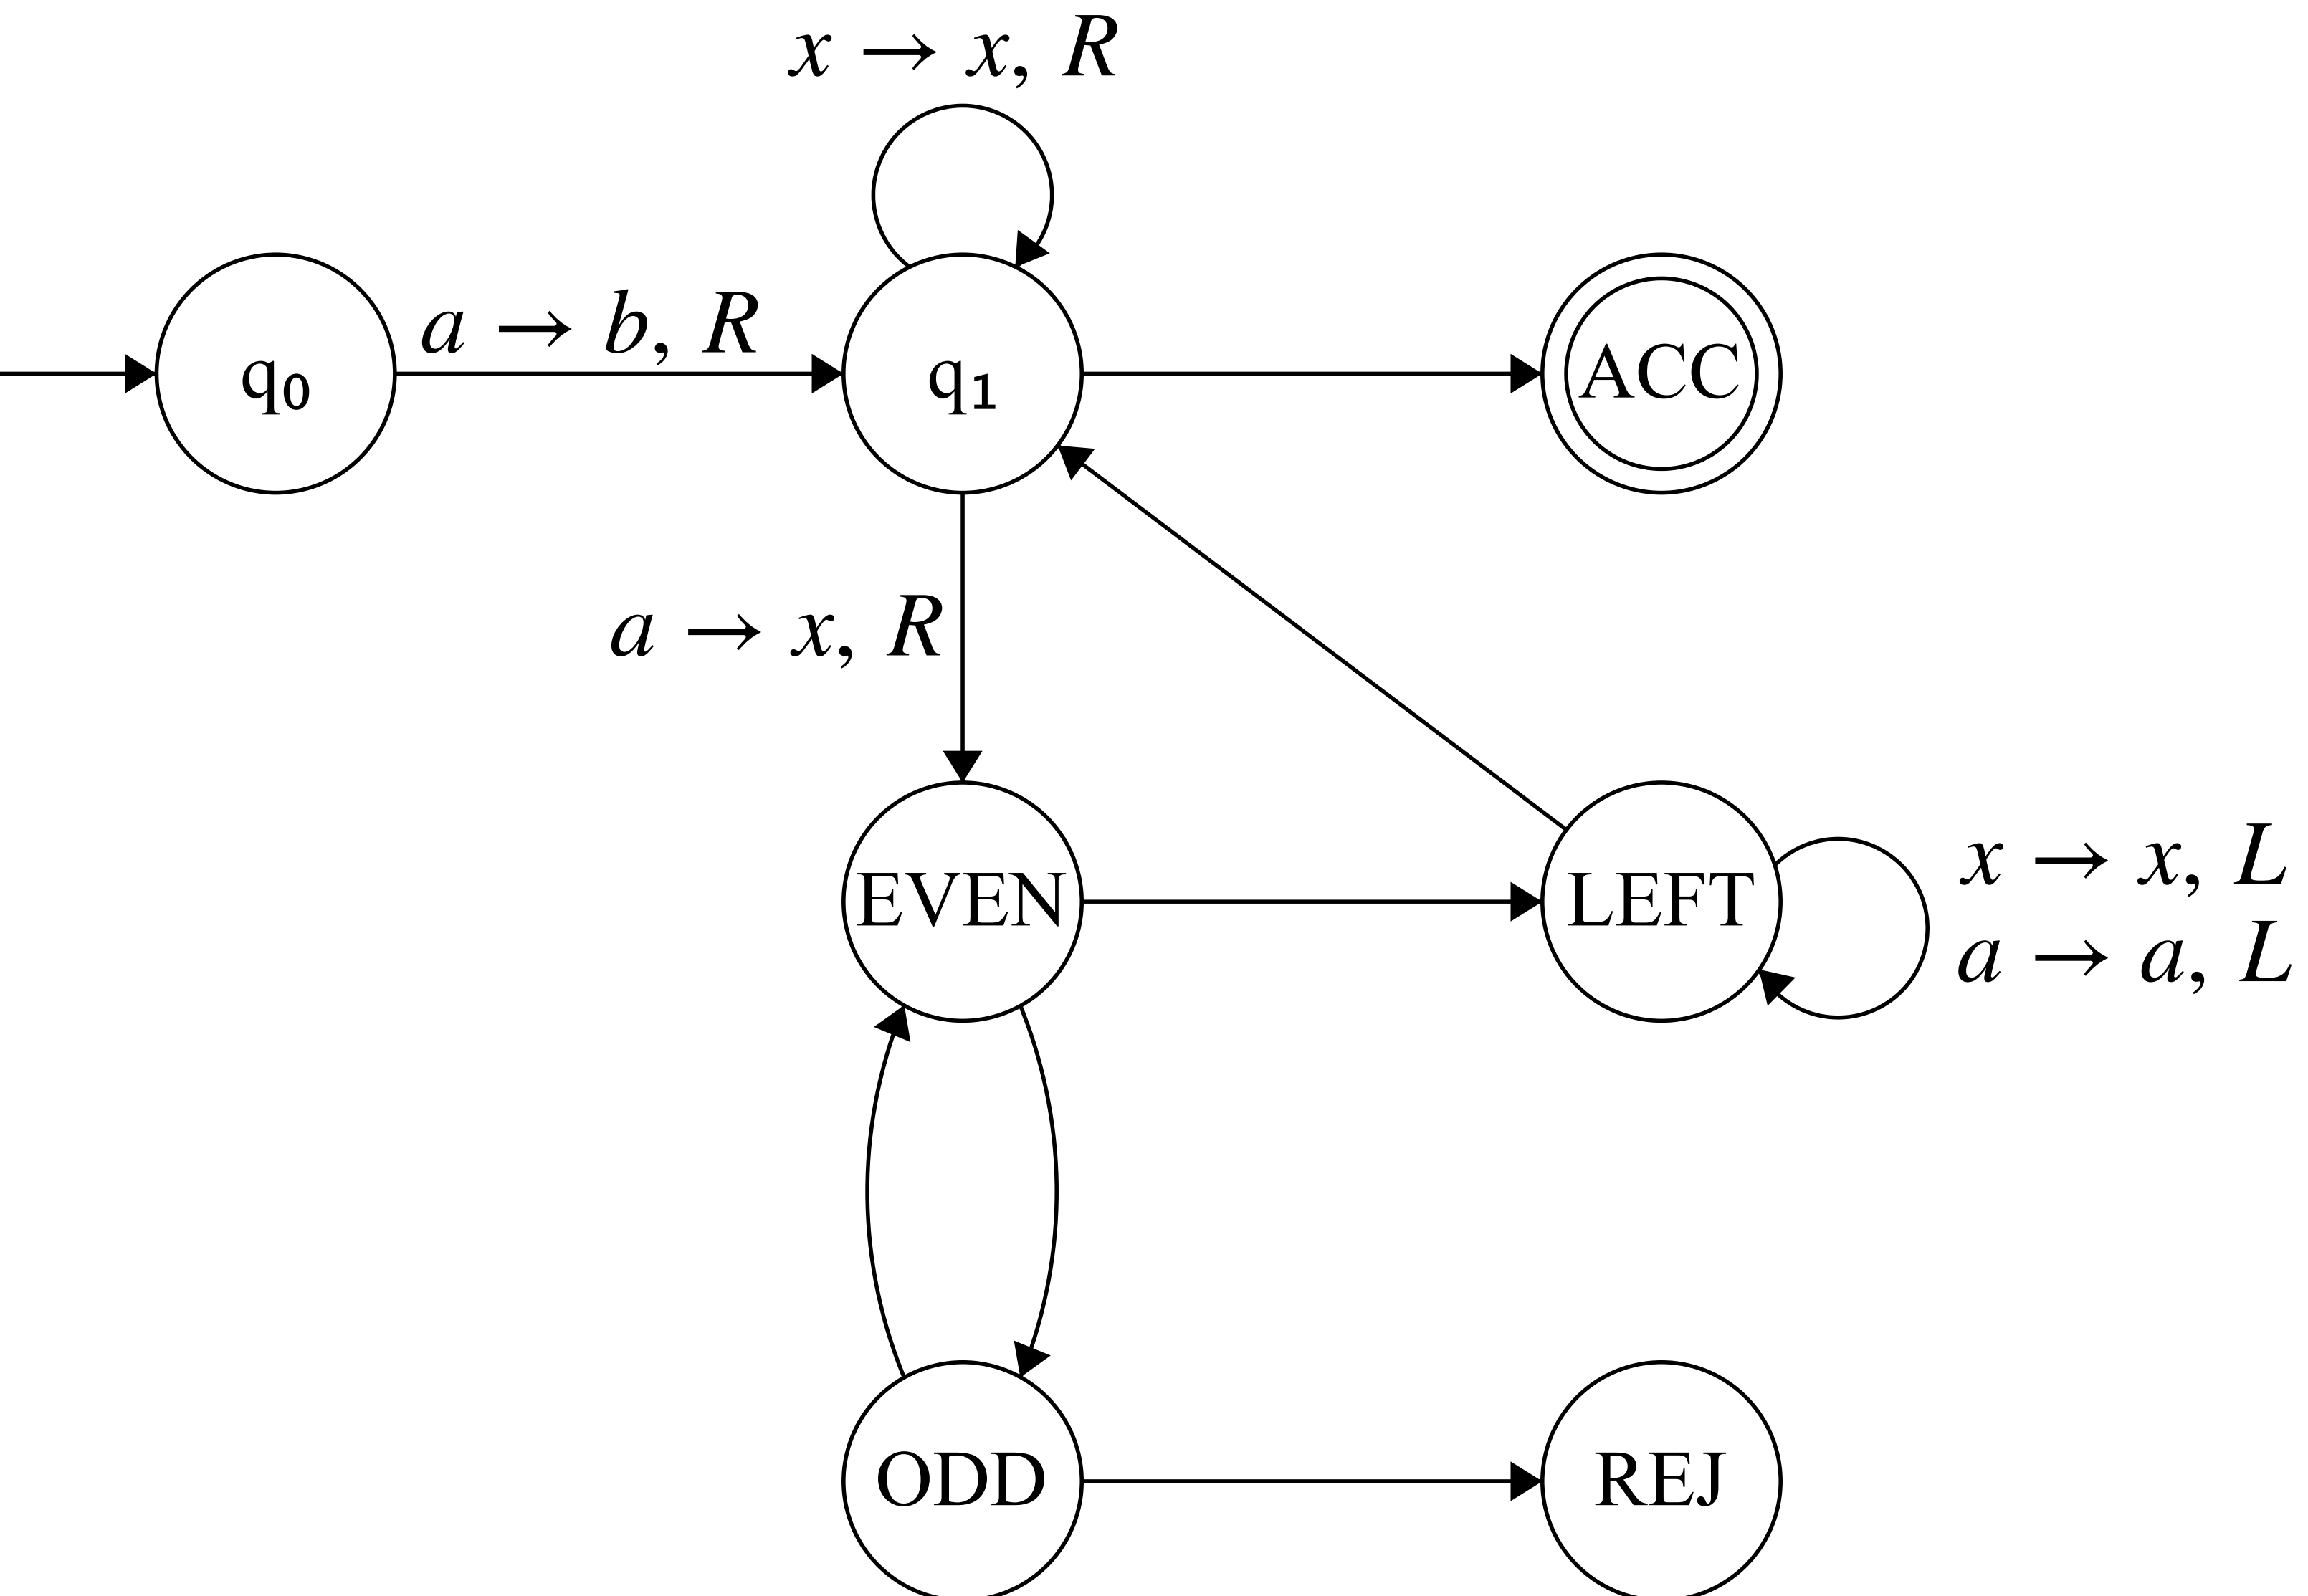 x → x, R
a → b, R
q₀
q₁
ACC
a → x, R
EVEN
LEFT
x → x, L
a → a, L
ODD
REJ